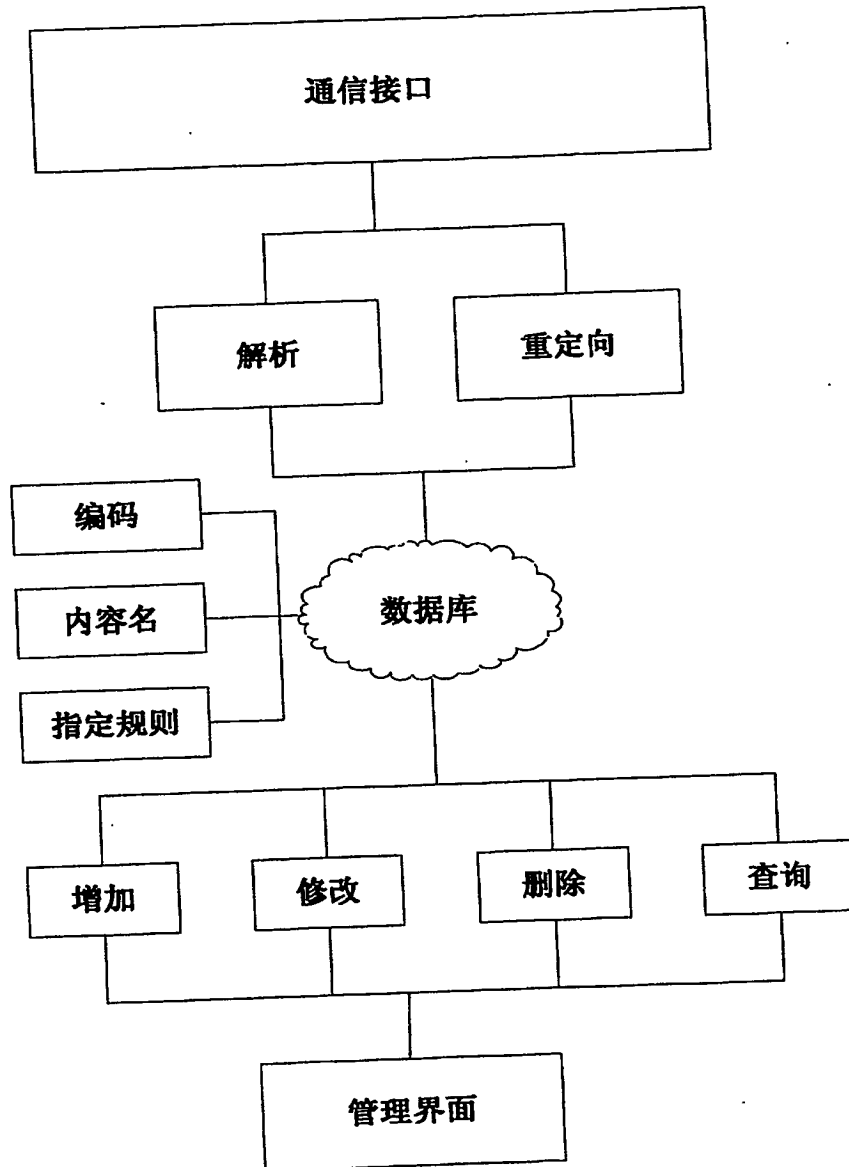 通信接口
解析
重定向
编码
内容名
指定规则
数据库
增加
修改
删除
查询
管理界面